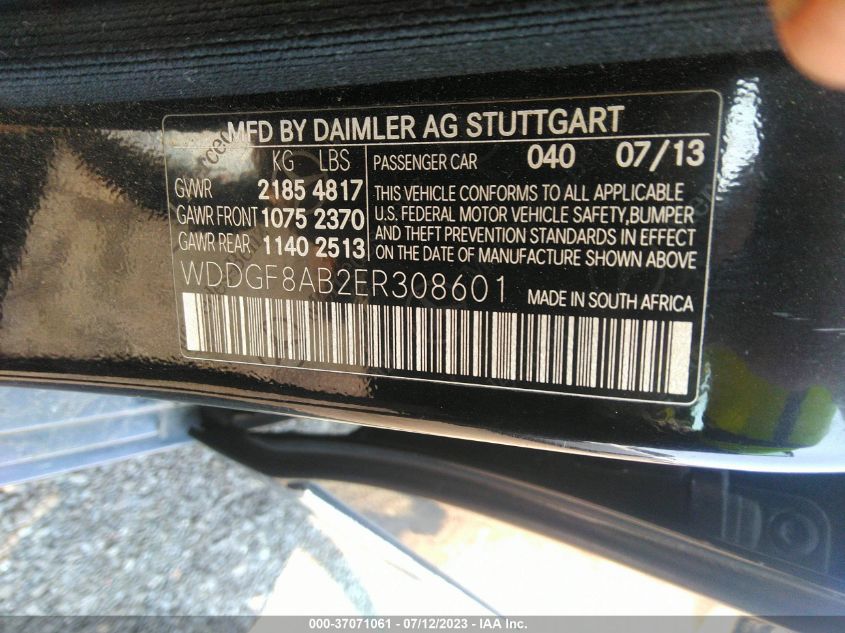 MFD BY DAIMLER AG STUTTGART
KG LBS
GVWR 2185 4817
GAWR FRONT 1075 2370
GAWR REAR 1140 2513
PASSENGER CAR 040 07/13
THIS VEHICLE CONFORMS TO ALL APPLICABLE
U.S. FEDERAL MOTOR VEHICLE SAFETY,BUMPER
AND THEFT PREVENTION STANDARDS IN EFFECT
ON THE DATE OF MANUFACTURE SHOWN ABOVE
WDDGF8AB2ER308601
MADE IN SOUTH AFRICA
000-37071061 - 07/12/2023 - IAA Inc.